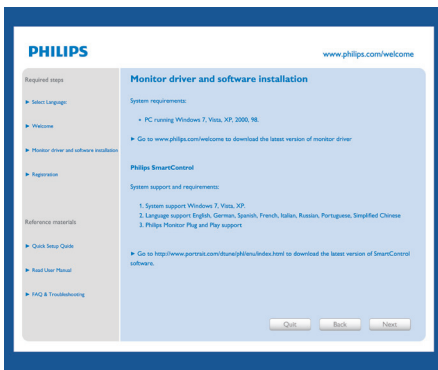 PHILIPS
www.philips.com/welcome
Required steps
Select Language
Welcome
Monitor driver and software installation
Registration
Reference materials
Quick Setup Guide
Read User Manual
FAQ & Troubleshooting
Monitor driver and software installation
System requirements:
PC running Windows 7, Vista, XP, 2000, 98.
Go to www.philips.com/welcome to download the latest version of monitor driver
Philips SmartControl
System support and requirements:
1. System support Windows 7, Vista, XP.
2. Language support English, German, Spanish, French, Italian, Russian, Portuguese, Simplified Chinese
3. Philips Monitor Plug and Play support
Go to http://www.portrait.com/dtune/phl/enu/index.html to download the latest version of SmartControl
software.
Quit
Back
Next